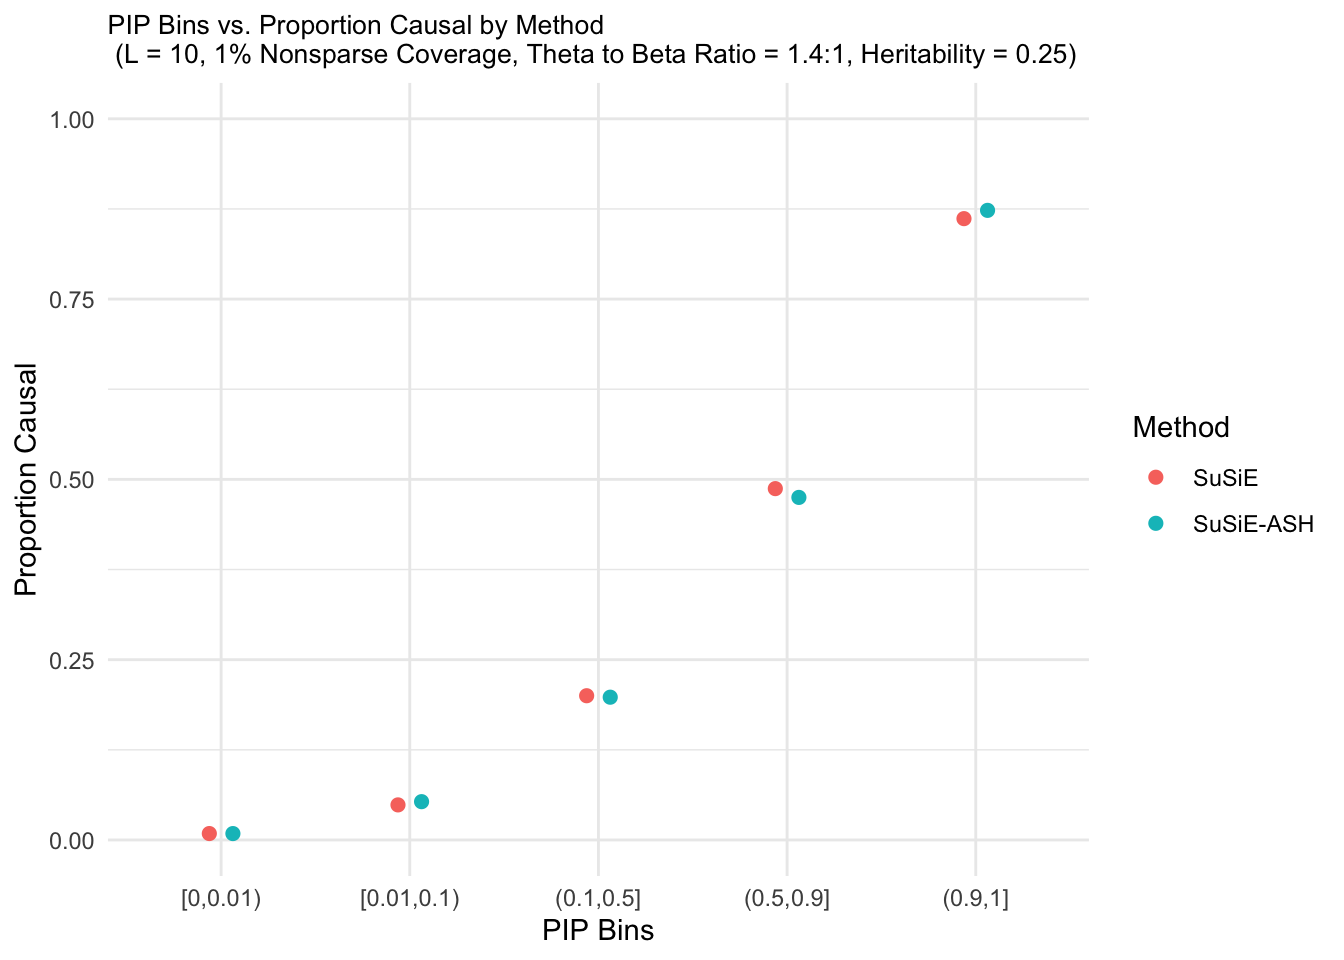 PIP Bins vs. Proportion Causal by Method
(L = 10, 1% Nonsparse Coverage, Theta to Beta Ratio = 1.4:1, Heritability = 0.25)
1.00
0.75
0.50
0.25
0.00
Proportion Causal
[0,0.01)
[0.01,0.1)
(0.1,0.5]
(0.5,0.9]
(0.9,1]
PIP Bins
Method
SuSiE
SuSiE-ASH